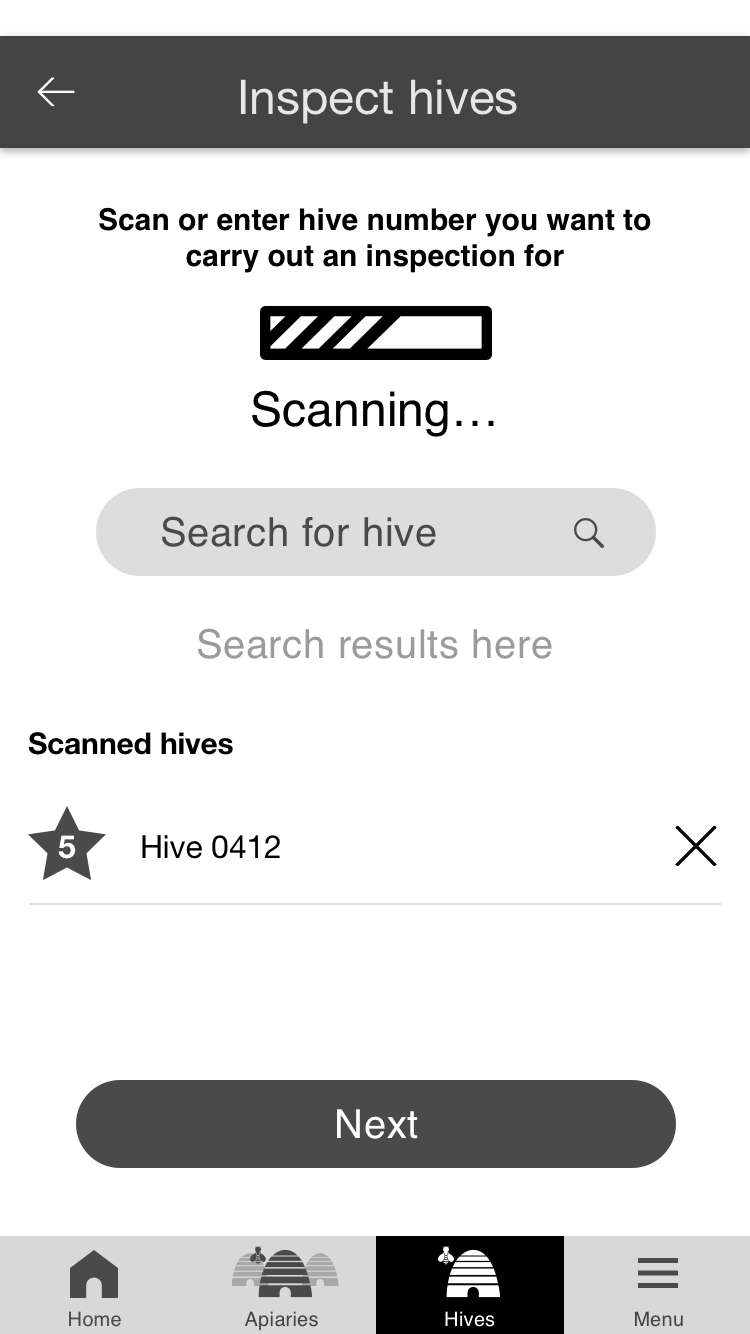 Inspect hives
Scan or enter hive number you want to
carry out an inspection for
Scanning...
Search for hive
Search results here
Scanned hives
5 Hive 0412
Next
Home Apiaries Hives Menu